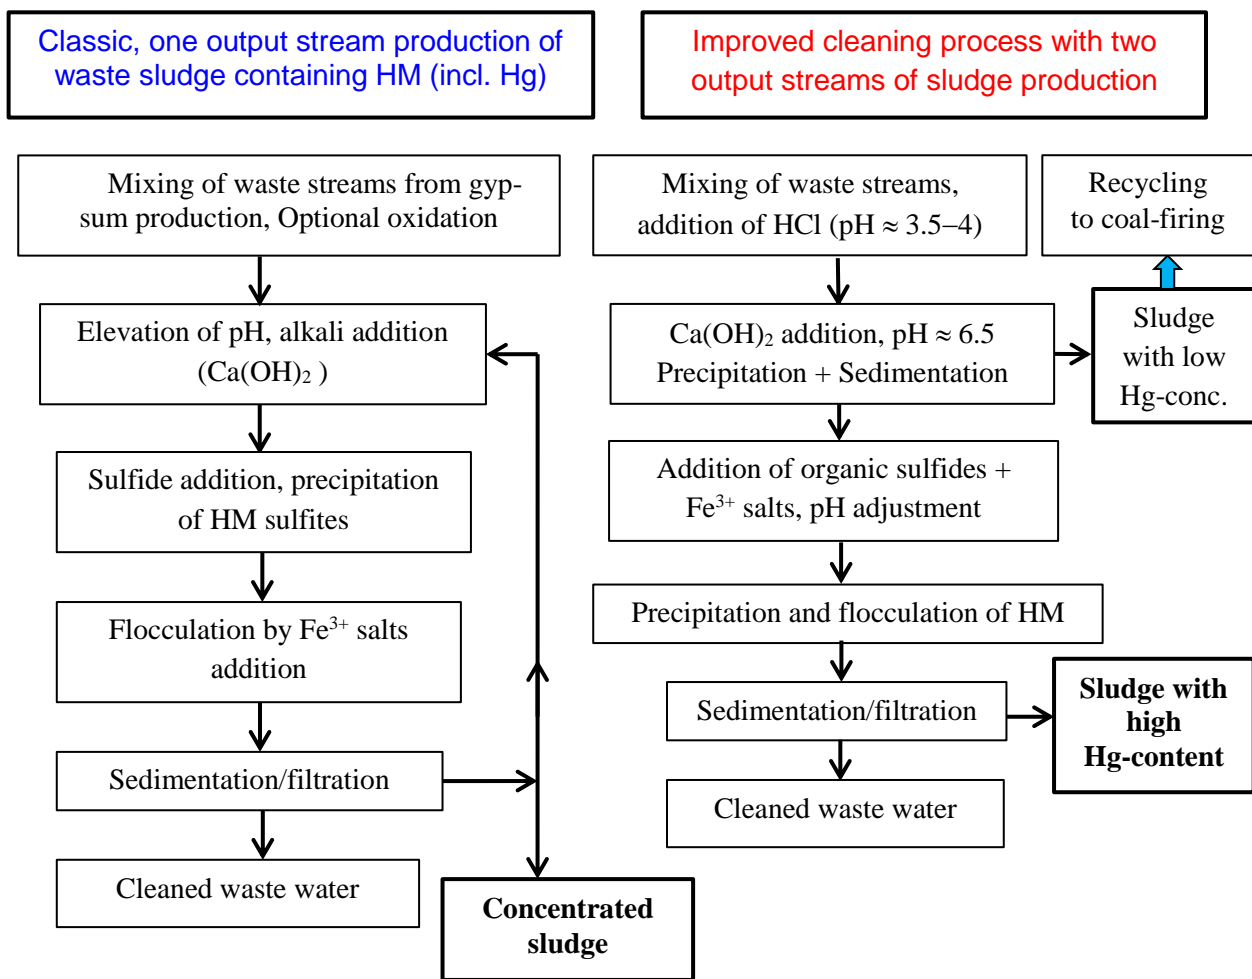 Classic, one output stream production of
waste sludge containing HM (incl. Hg)
Mixing of waste streams from gyp-
sum production, Optional oxidation
Elevation of pH, alkali addition
(Ca(OH)₂ )
Sulfide addition, precipitation
of HM sulfites
Flocculation by Fe³⁺ salts
addition
Sedimentation/filtration
Cleaned waste water
Concentrated
sludge
Improved cleaning process with two
output streams of sludge production
Mixing of waste streams,
addition of HCl (pH ≈ 3.5−4)
Recycling
to coal-firing
Ca(OH)₂ addition, pH ≈ 6.5
Precipitation + Sedimentation
Sludge
with low
Hg-conc.
Addition of organic sulfides +
Fe³⁺ salts, pH adjustment
Precipitation and flocculation of HM
Sedimentation/filtration
Sludge with
high
Hg-content
Cleaned waste water